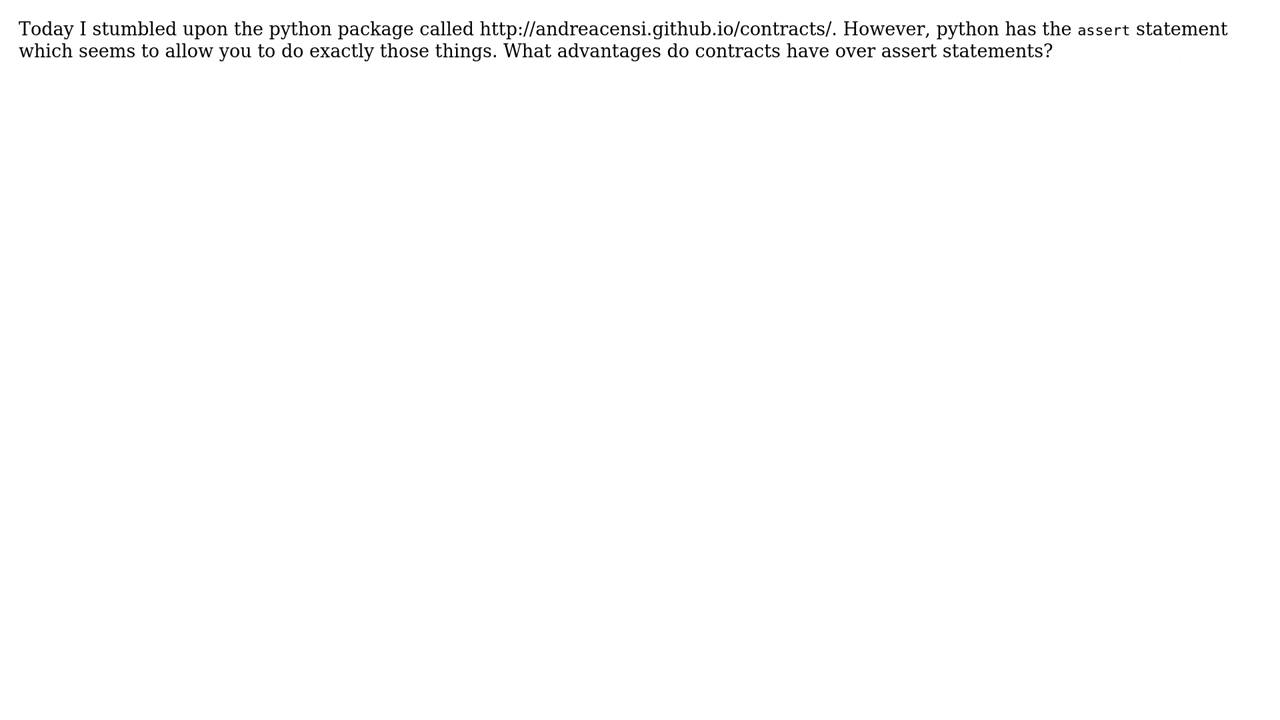 Today I stumbled upon the python package called http://andreacensi.github.io/contracts/. However, python has the assert statement
which seems to allow you to do exactly those things. What advantages do contracts have over assert statements?